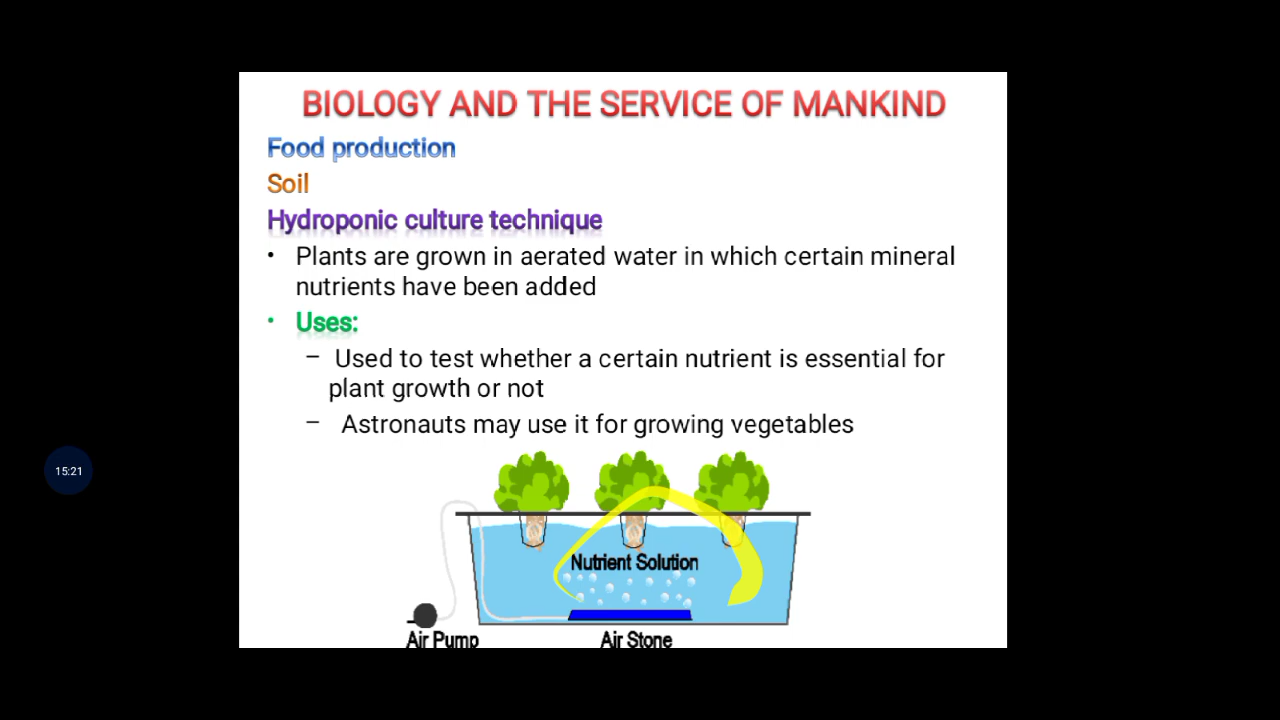 BIOLOGY AND THE SERVICE OF MANKIND
Food production
Soil
Hydroponic culture technique
• Plants are grown in aerated water in which certain mineral
nutrients have been added
• Uses:
– Used to test whether a certain nutrient is essential for
plant growth or not
– Astronauts may use it for growing vegetables
15:21
Nutrient Solution
Air Pump
Air Stone